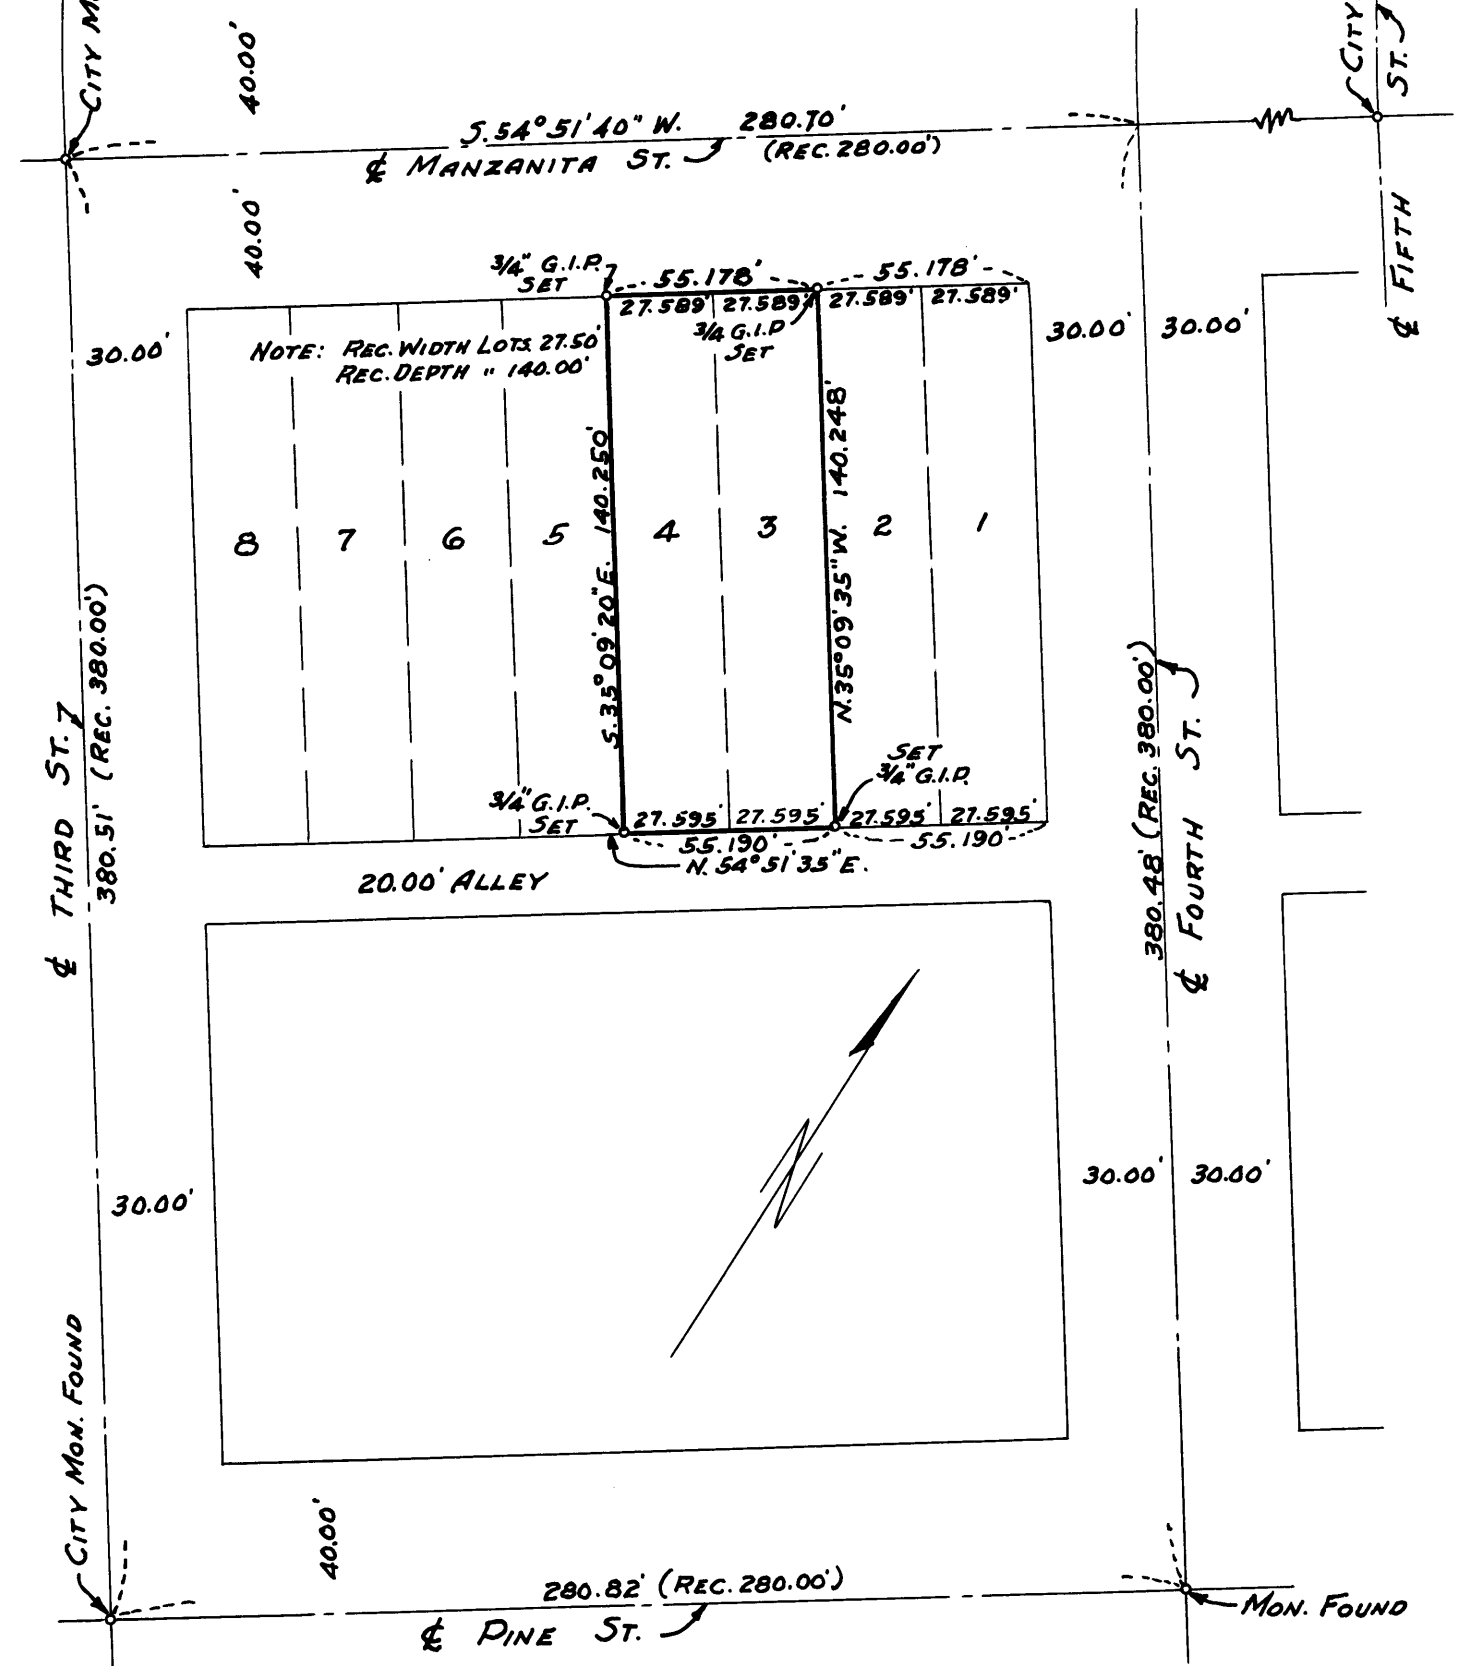 CITY
40.00'
CITY
ST.
S. 54° 51' 40" W. 280.70'
(REC. 280.00')
℄ MANZANITA ST.
40.00'
℄ FIFTH
3/4" G.I.P.
SET
55.178'
55.178'
27.589' 27.589' 27.589' 27.589'
3/4 G.I.P
SET
30.00'
30.00' 30.00'
NOTE: REC. WIDTH LOTS 27.50'
REC. DEPTH " 140.00'
S. 35° 09' 20" E. 140.250'
N. 35° 09' 35" W. 140.248'
8 7 6 5 4 3 2 1
℄ THIRD ST.
380.51' (REC. 380.00')
380.48' (REC. 380.00')
℄ FOURTH ST.
SET
3/4" G.I.P.
3/4" G.I.P.
SET
27.595' 27.595' 27.595' 27.595'
55.190' 55.190'
N. 54° 51' 35" E.
20.00' ALLEY
N
30.00'
30.00' 30.00'
CITY MON. FOUND
40.00'
280.82' (REC. 280.00')
℄ PINE ST.
MON. FOUND